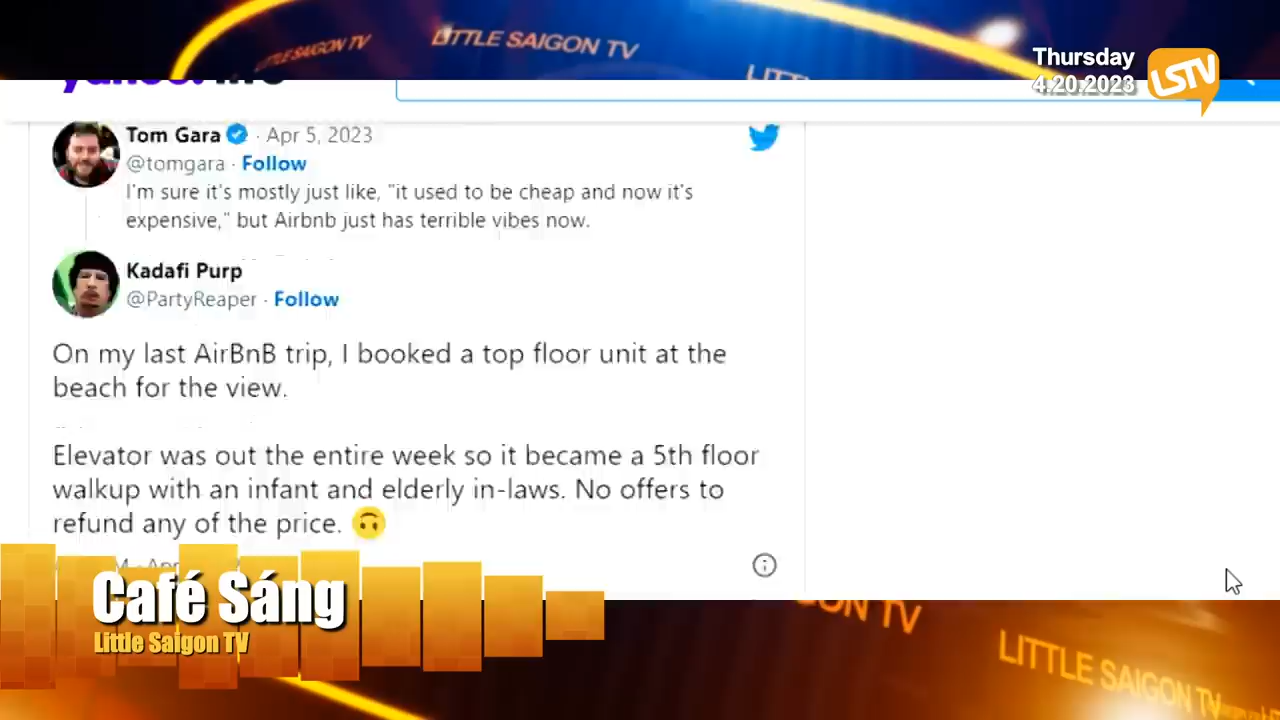 LITTLE SAIGON TV
LITTLE SAIGON TV
Thursday
4.20.2023
LSTV
Tom Gara · Apr 5, 2023
@tomgara · Follow
I'm sure it's mostly just like, "it used to be cheap and now it's
expensive," but Airbnb just has terrible vibes now.
Kadafi Purp
@PartyReaper · Follow
On my last AirBnB trip, I booked a top floor unit at the
beach for the view.
Elevator was out the entire week so it became a 5th floor
walkup with an infant and elderly in-laws. No offers to
refund any of the price. 🙃
Café Sáng
Little Saigon TV
LITTLE SAIGON TV